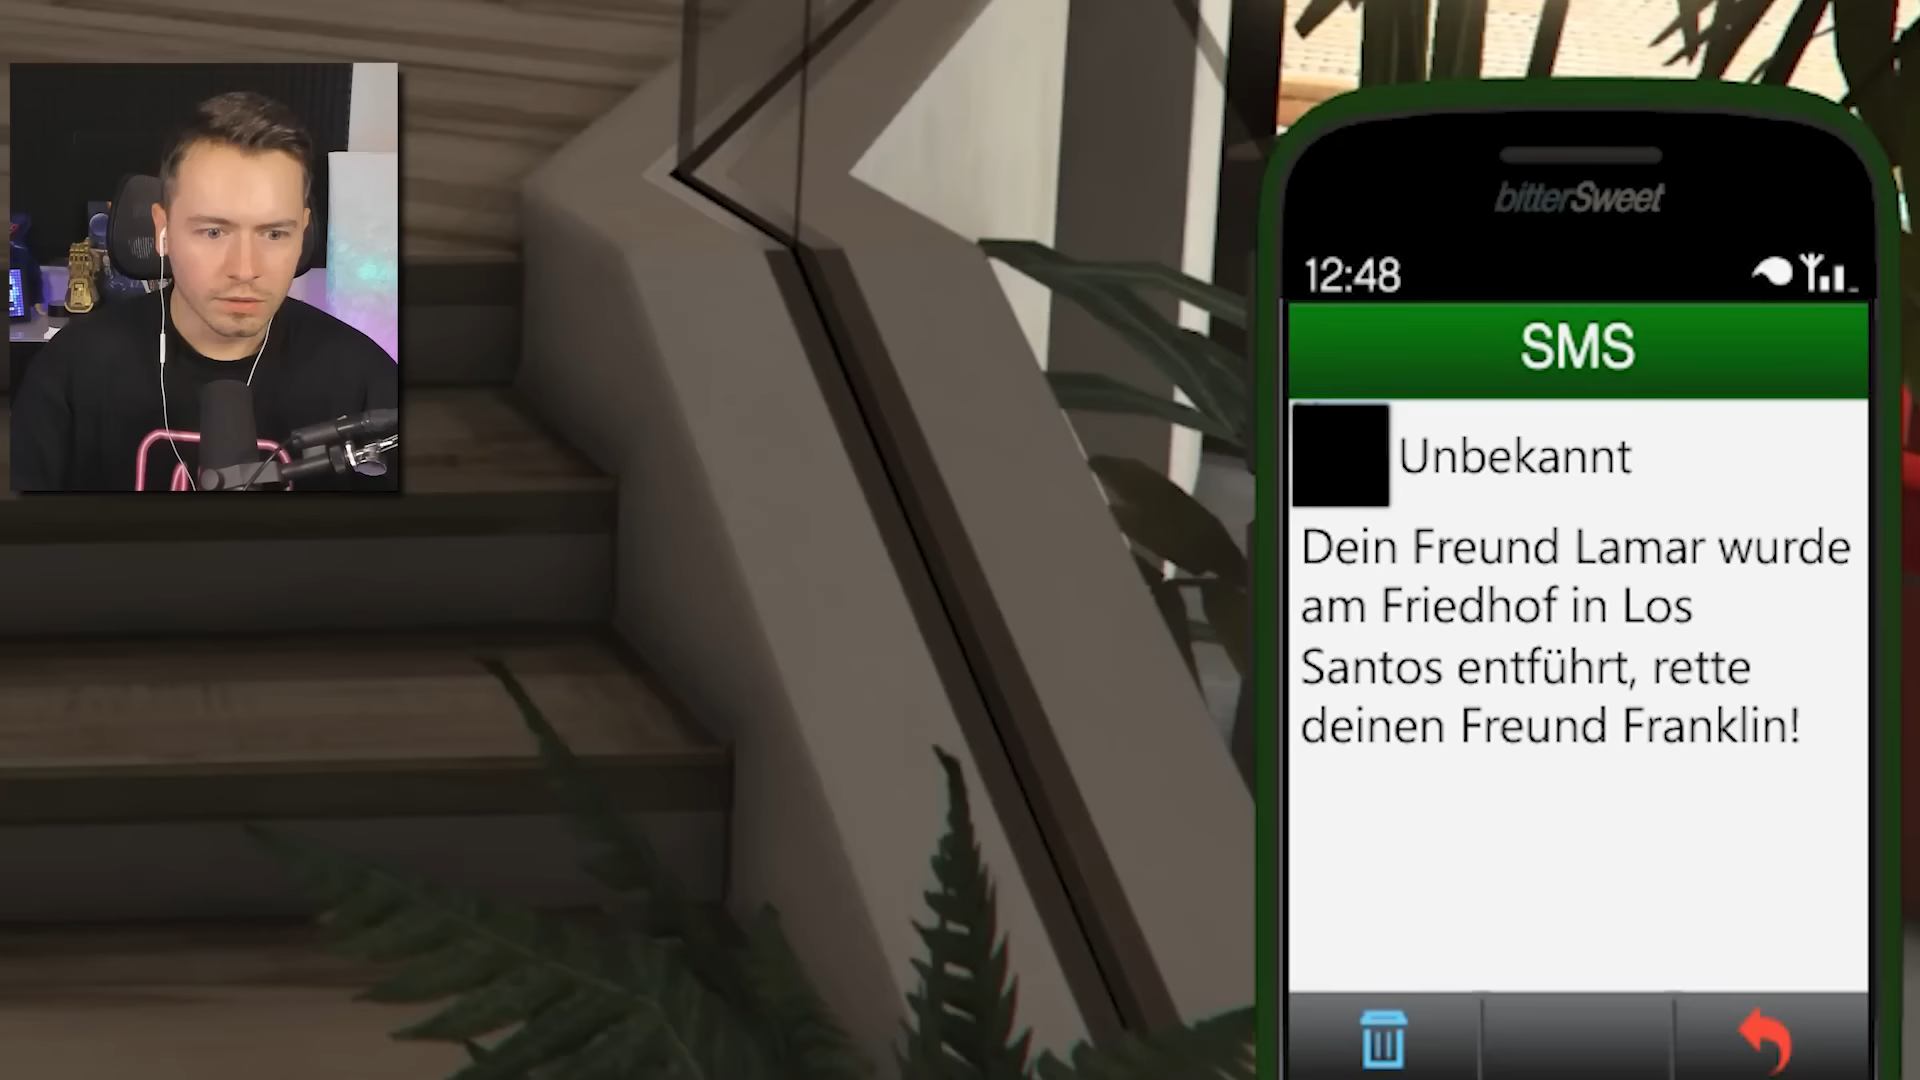 bitterSweet
12:48
SMS
Unbekannt
Dein Freund Lamar wurde
am Friedhof in Los
Santos entführt, rette
deinen Freund Franklin!